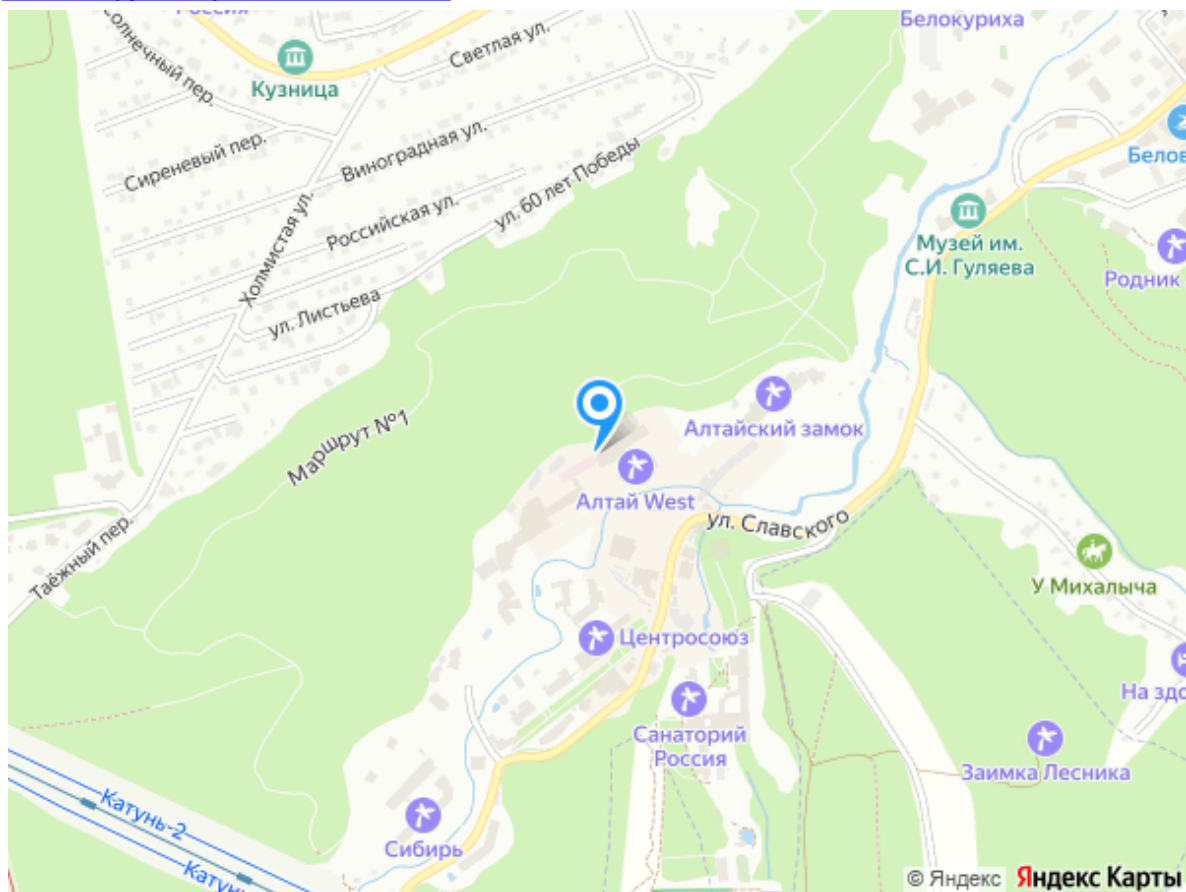 Россия
Белокуриха
Солнечный пер.
Светлая ул.
Кузница
Виноградная ул.
Сиреневый пер.
Белов
ул. 60 лет Победы
Российская ул.
Холмистая ул.
Музей им.
С.И. Гуляева
Родник
ул. Листьева
Маршрут №1
Алтайский замок
Алтай West
ул. Славского
Таёжный пер.
У Михалыча
Центросоюз
На здо
Санаторий
Россия
Заимка Лесника
Катунь-2
Сибирь
Катунь
© Яндекс Яндекс Карты